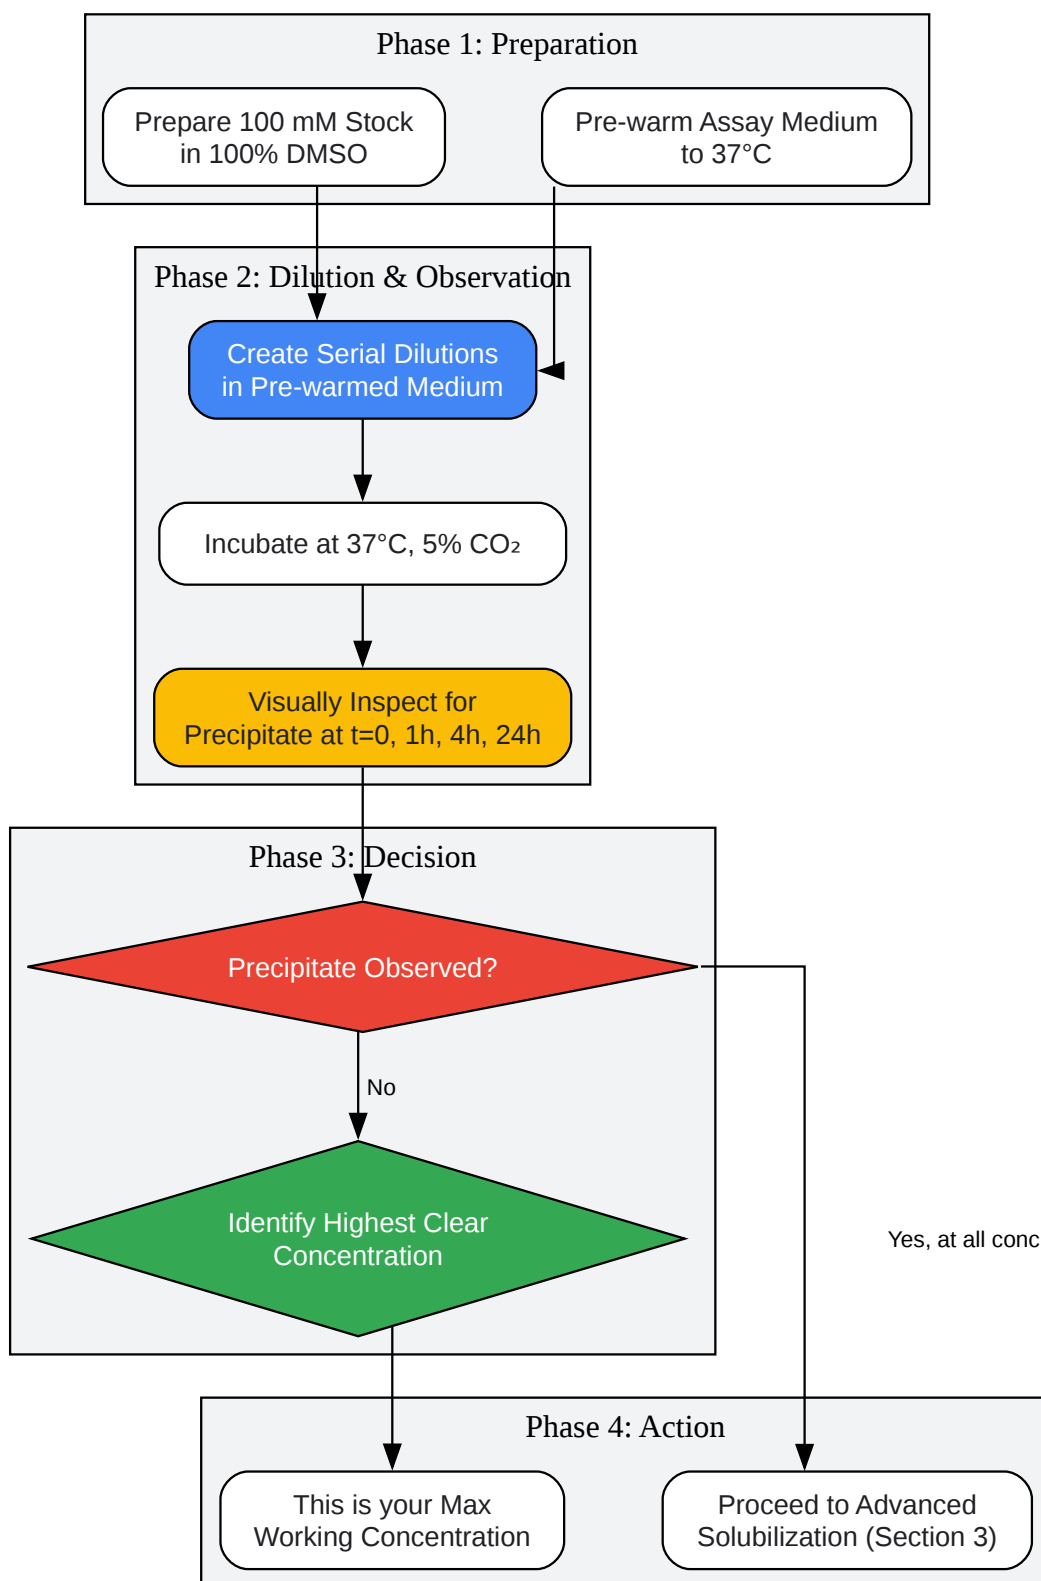 Phase 1: Preparation
Prepare 100 mM Stock
in 100% DMSO
Pre-warm Assay Medium
to 37°C
Phase 2: Dilution & Observation
Create Serial Dilutions
in Pre-warmed Medium
Incubate at 37°C, 5% CO₂
Visually Inspect for
Precipitate at t=0, 1h, 4h, 24h
Phase 3: Decision
Precipitate Observed?
No
Identify Highest Clear
Concentration
Yes, at all conc
Phase 4: Action
This is your Max
Working Concentration
Proceed to Advanced
Solubilization (Section 3)